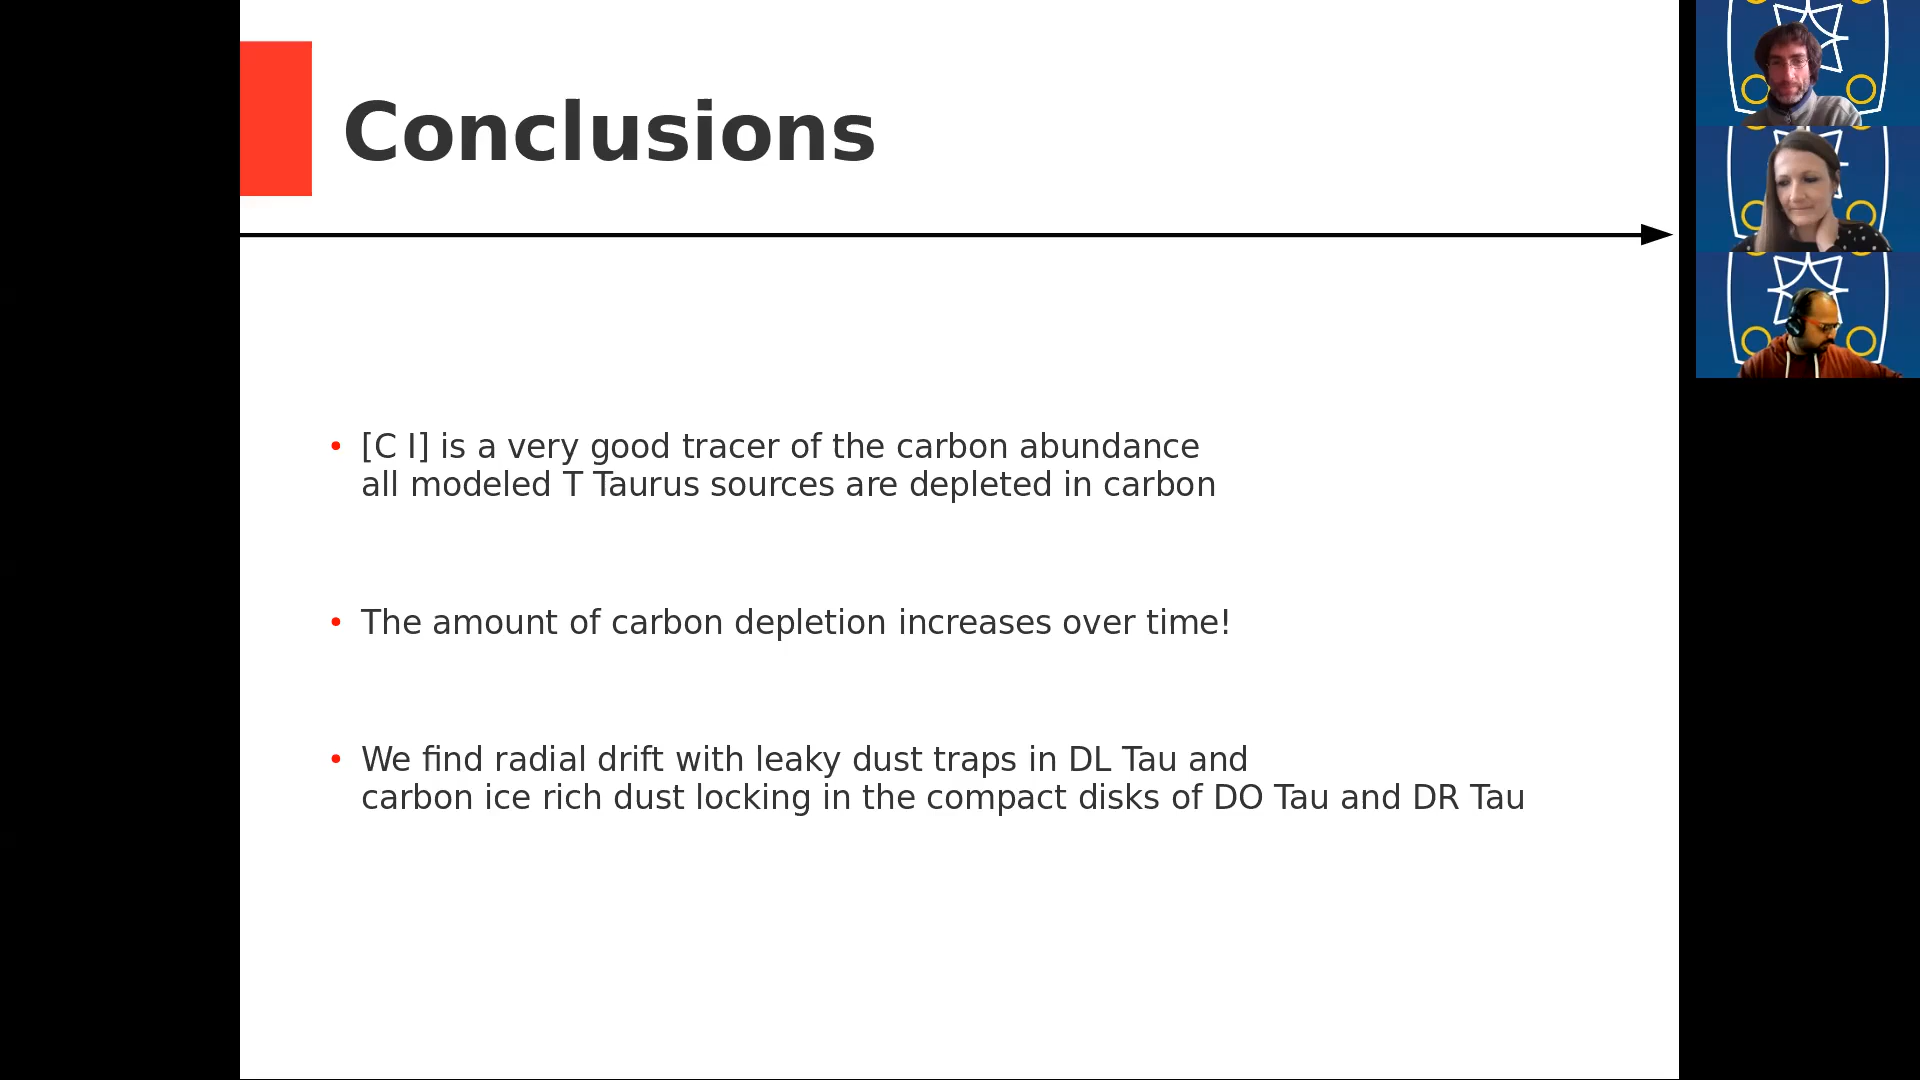 Conclusions
• [C I] is a very good tracer of the carbon abundance
all modeled T Taurus sources are depleted in carbon
• The amount of carbon depletion increases over time!
• We find radial drift with leaky dust traps in DL Tau and
carbon ice rich dust locking in the compact disks of DO Tau and DR Tau